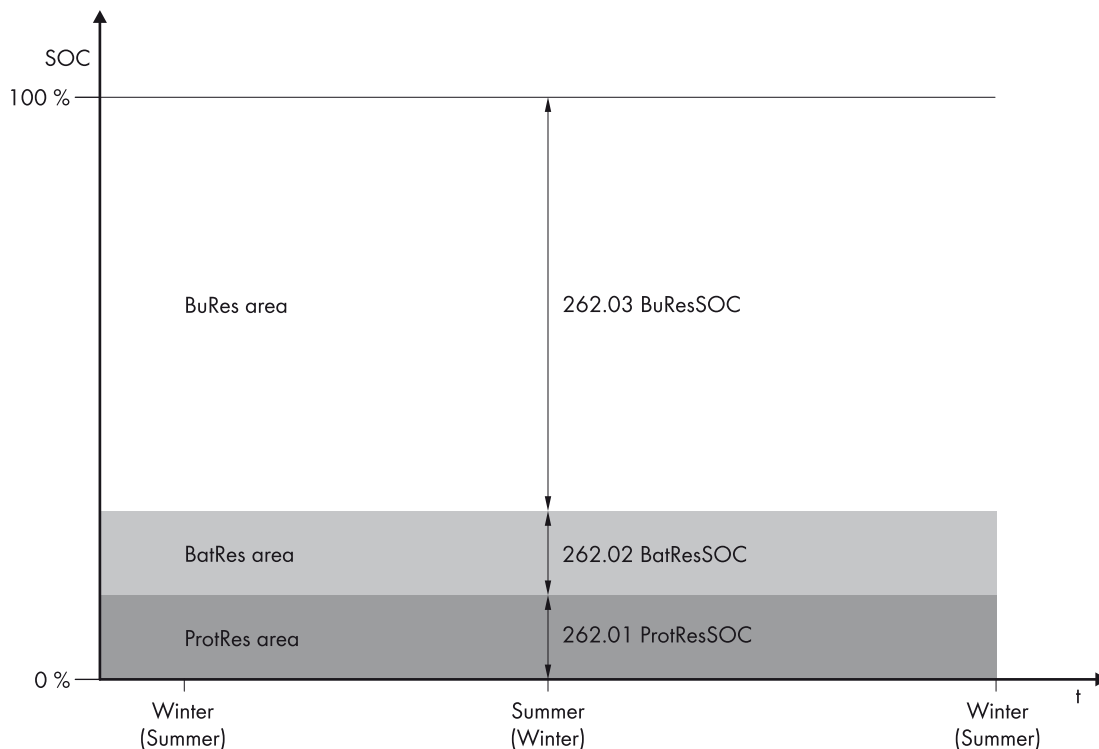 SOC
100 %
BuRes area
262.03 BuResSOC
BatRes area
262.02 BatResSOC
ProtRes area
262.01 ProtResSOC
0 %
t
Winter
(Summer)
Summer
(Winter)
Winter
(Summer)